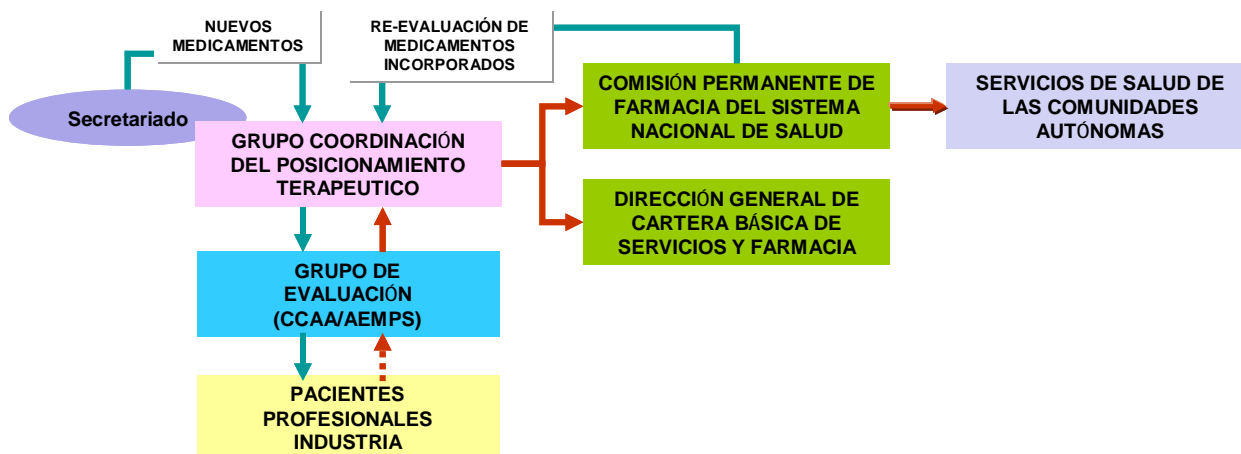 NUEVOS
MEDICAMENTOS
RE-EVALUACIÓN DE
MEDICAMENTOS
INCORPORADOS
Secretariado
GRUPO COORDINACIÓN
DEL POSICIONAMIENTO
TERAPEUTICO
COMISIÓN PERMANENTE DE
FARMACIA DEL SISTEMA
NACIONAL DE SALUD
SERVICIOS DE SALUD DE
LAS COMUNIDADES
AUTÓNOMAS
DIRECCIÓN GENERAL DE
CARTERA BÁSICA DE
SERVICIOS Y FARMACIA
GRUPO DE
EVALUACIÓN
(CCAA/AEMPS)
PACIENTES
PROFESIONALES
INDUSTRIA